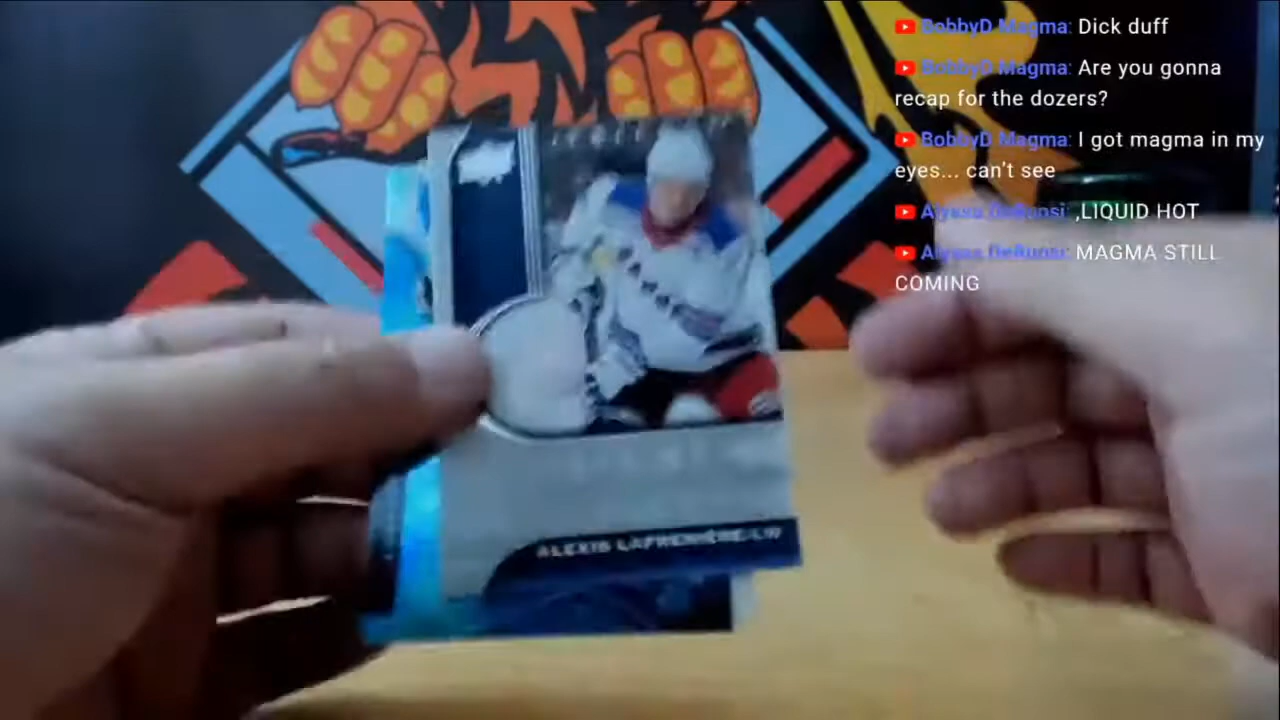 BobbyD Magma: Dick duff
BobbyD Magma: Are you gonna
recap for the dozers?
BobbyD Magma: I got magma in my
eyes... can't see
,LIQUID HOT
MAGMA STILL
COMING
ALEXIS LAFRENIÈRE • LW